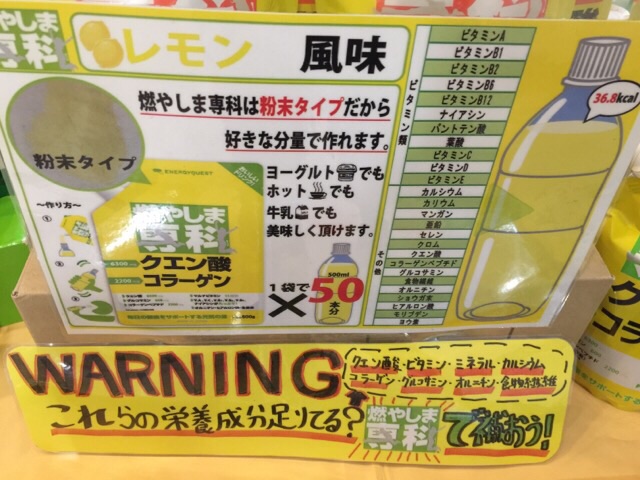 燃やしま
専科
レモン 風味
燃やしま専科は粉末タイプだから
好きな分量で作れます。
粉末タイプ
ヨーグルトでも
ホットでも
牛乳でも
美味しく頂けます。
~作り方~
ENERGYQUEST
燃やしま
専科
クエン酸
コラーゲン
1袋で
×
500ml
50
本分
36.8kcal
ビタミン類
ビタミンA
ビタミンB1
ビタミンB2
ビタミンB6
ビタミンB12
ナイアシン
パントテン酸
葉酸
ビタミンC
ビタミンD
ビタミンE
その他
カルシウム
カリウム
マンガン
亜鉛
セレン
クロム
クエン酸
コラーゲンペプチド
グルコサミン
食物繊維
オルニチン
ショウガ末
ヒアルロン酸
モリブデン
ヨウ素
WARNING
クエン酸・ビタミン・ミネラル・カルシウム
コラーゲン・グルコサミン・オルニチン・食物繊維
これらの栄養成分足りてる?
燃やしま
専科
で補おう!